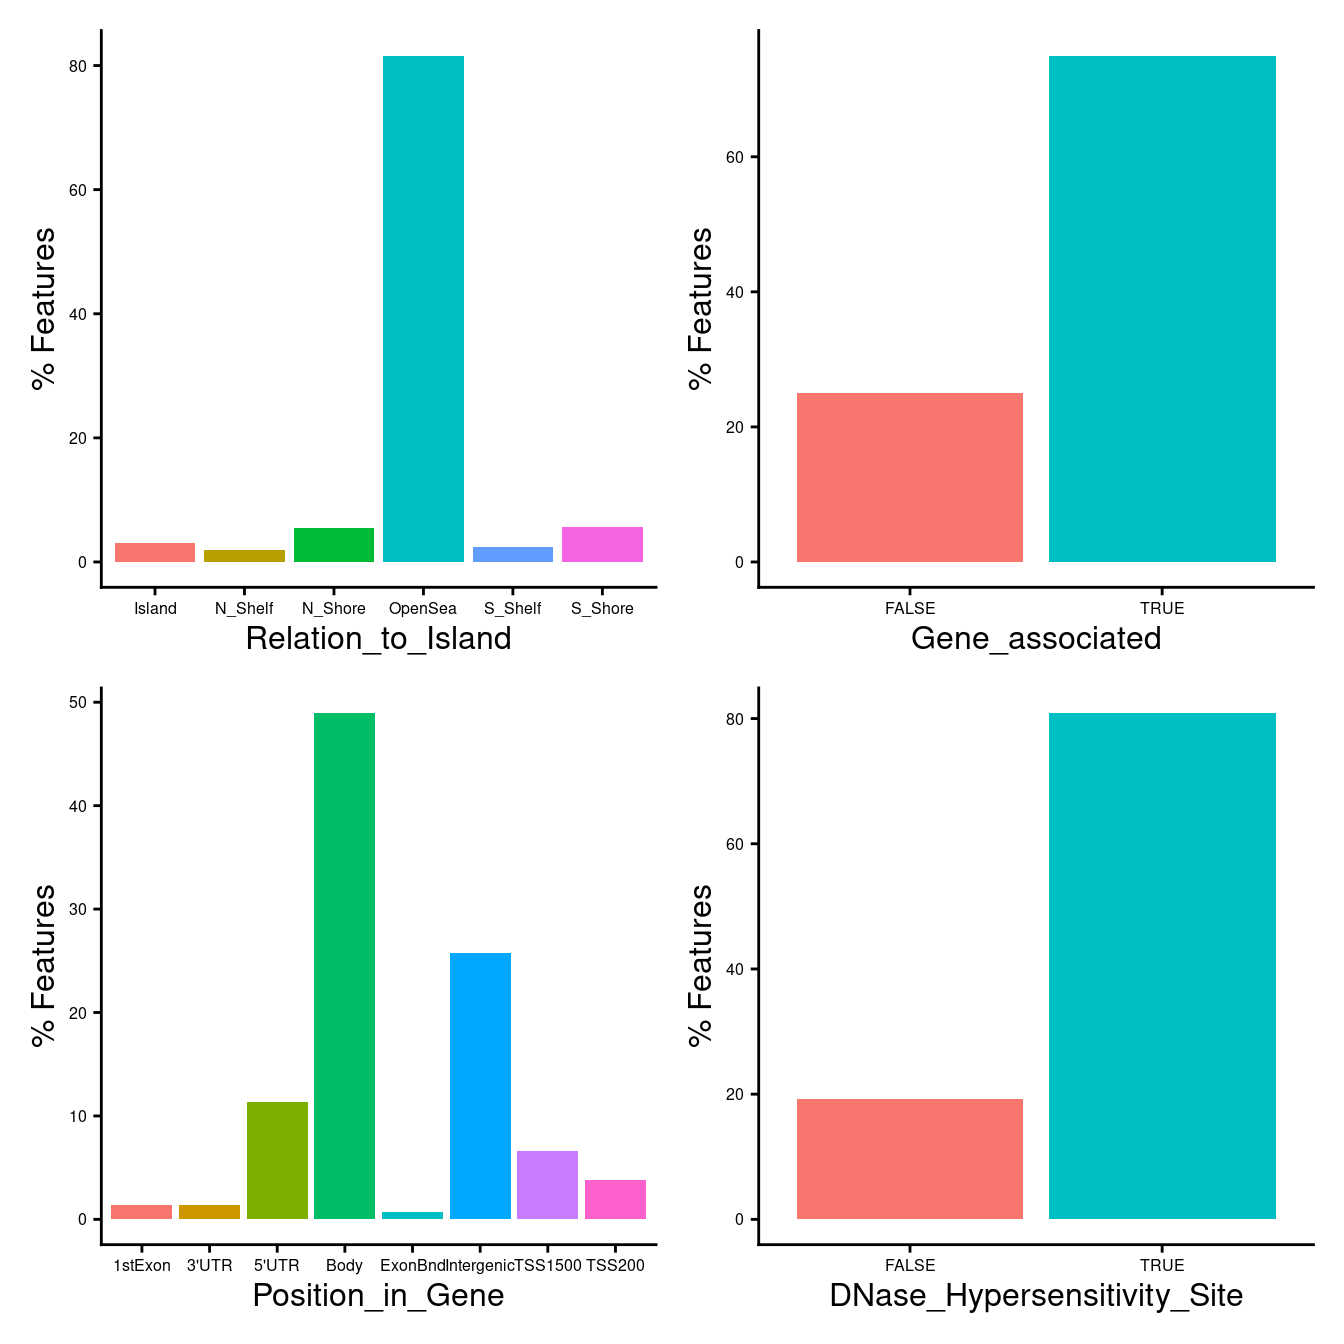 % Features
80
60
40
20
0
Island N_Shelf N_Shore OpenSea S_Shelf S_Shore
Relation_to_Island
% Features
60
40
20
0
FALSE TRUE
Gene_associated
% Features
50
40
30
20
10
0
1stExon 3'UTR 5'UTR Body ExonBnd Intergenic TSS1500 TSS200
Position_in_Gene
% Features
80
60
40
20
0
FALSE TRUE
DNase_Hypersensitivity_Site